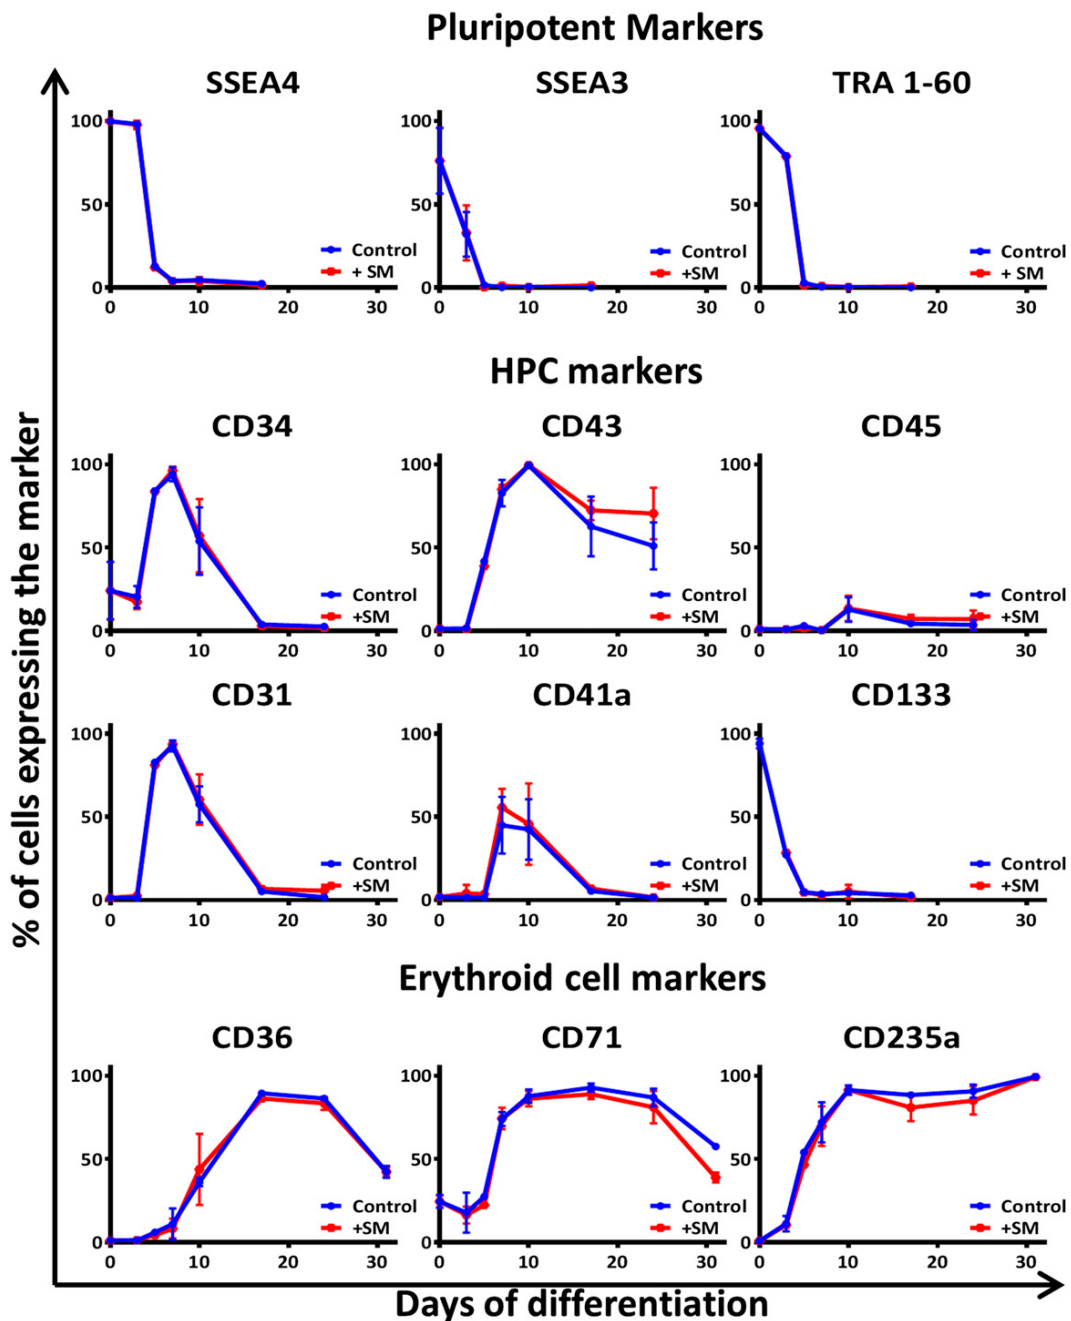 Pluripotent Markers
SSEA4 SSEA3 TRA 1-60
100 100 100
50 50 50
Control Control Control
+ SM +SM + SM
0 0 0
0 10 20 30 0 10 20 30 0 10 20 30
HPC markers
CD34 CD43 CD45
100 100 100
50 50 50
Control Control Control
+SM +SM +SM
0 0 0
0 10 20 30 0 10 20 30 0 10 20 30
CD31 CD41a CD133
100 100 100
50 50 50
Control Control Control
+SM +SM +SM
0 0 0
0 10 20 30 0 10 20 30 0 10 20 30
Erythroid cell markers
CD36 CD71 CD235a
100 100 100
50 50 50
Control Control Control
+SM +SM +SM
0 0 0
0 10 20 30 0 10 20 30 0 10 20 30
% of cells expressing the marker
Days of differentiation